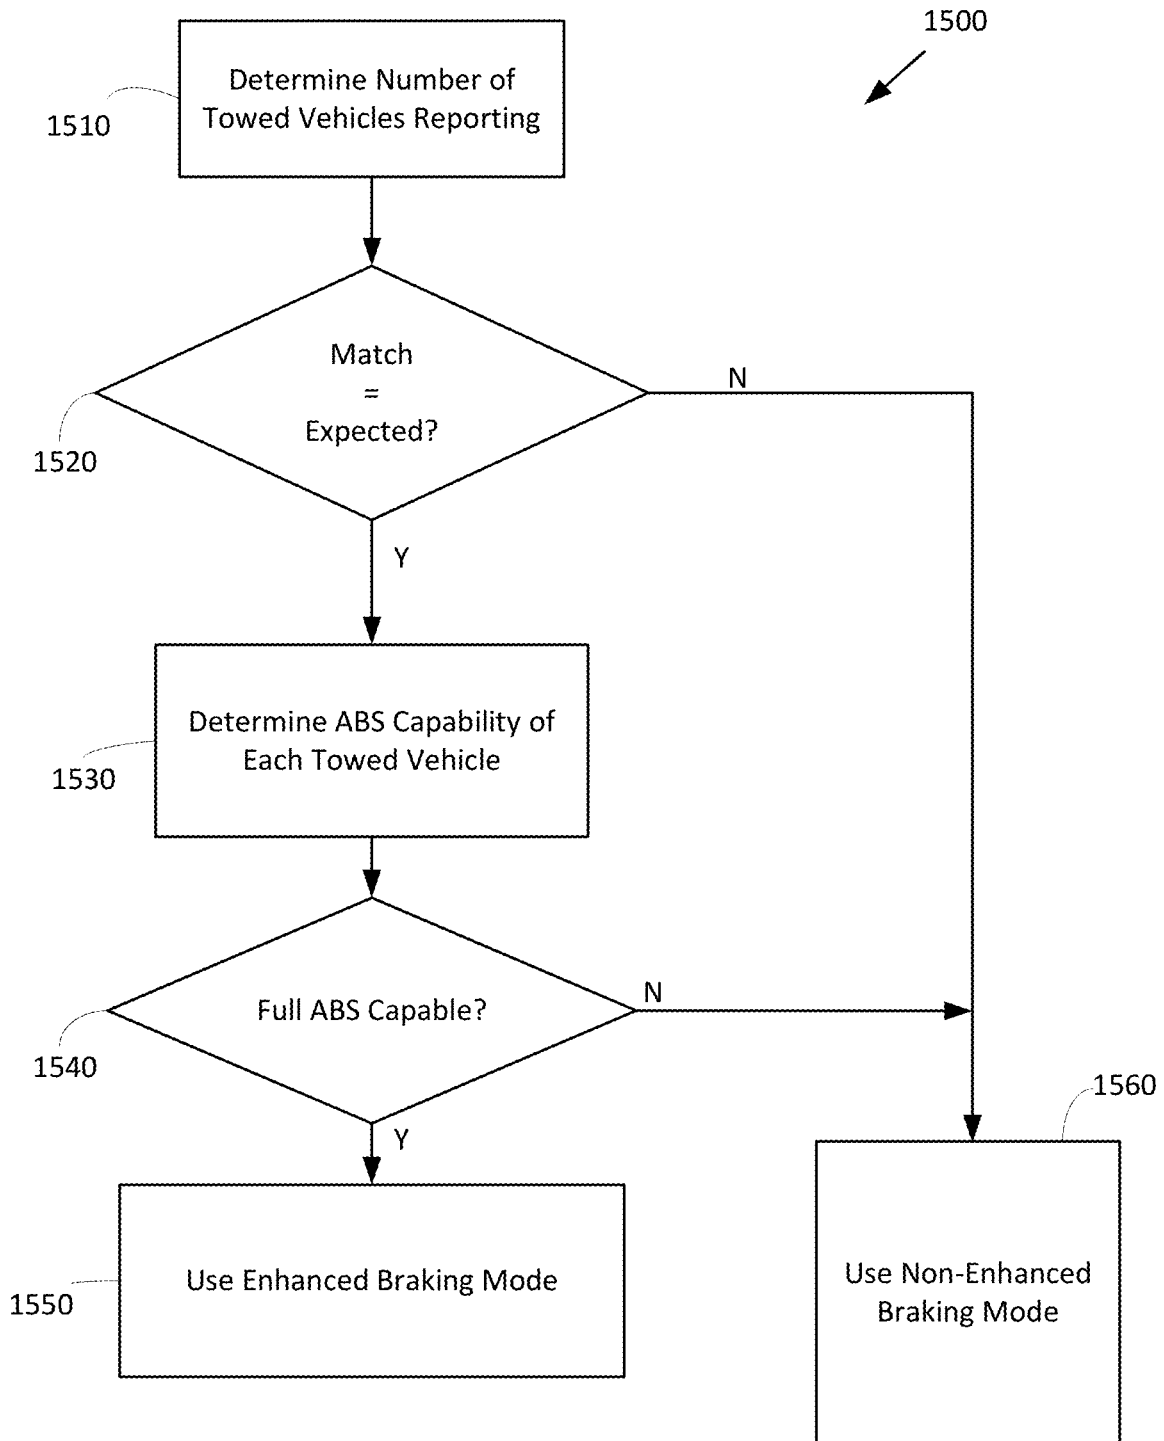 1500
Determine Number of
Towed Vehicles Reporting
1510
Match
=
Expected?
N
1520
Y
Determine ABS Capability of
Each Towed Vehicle
1530
Full ABS Capable?
N
1540
1560
Y
Use Enhanced Braking Mode
1550
Use Non-Enhanced
Braking Mode